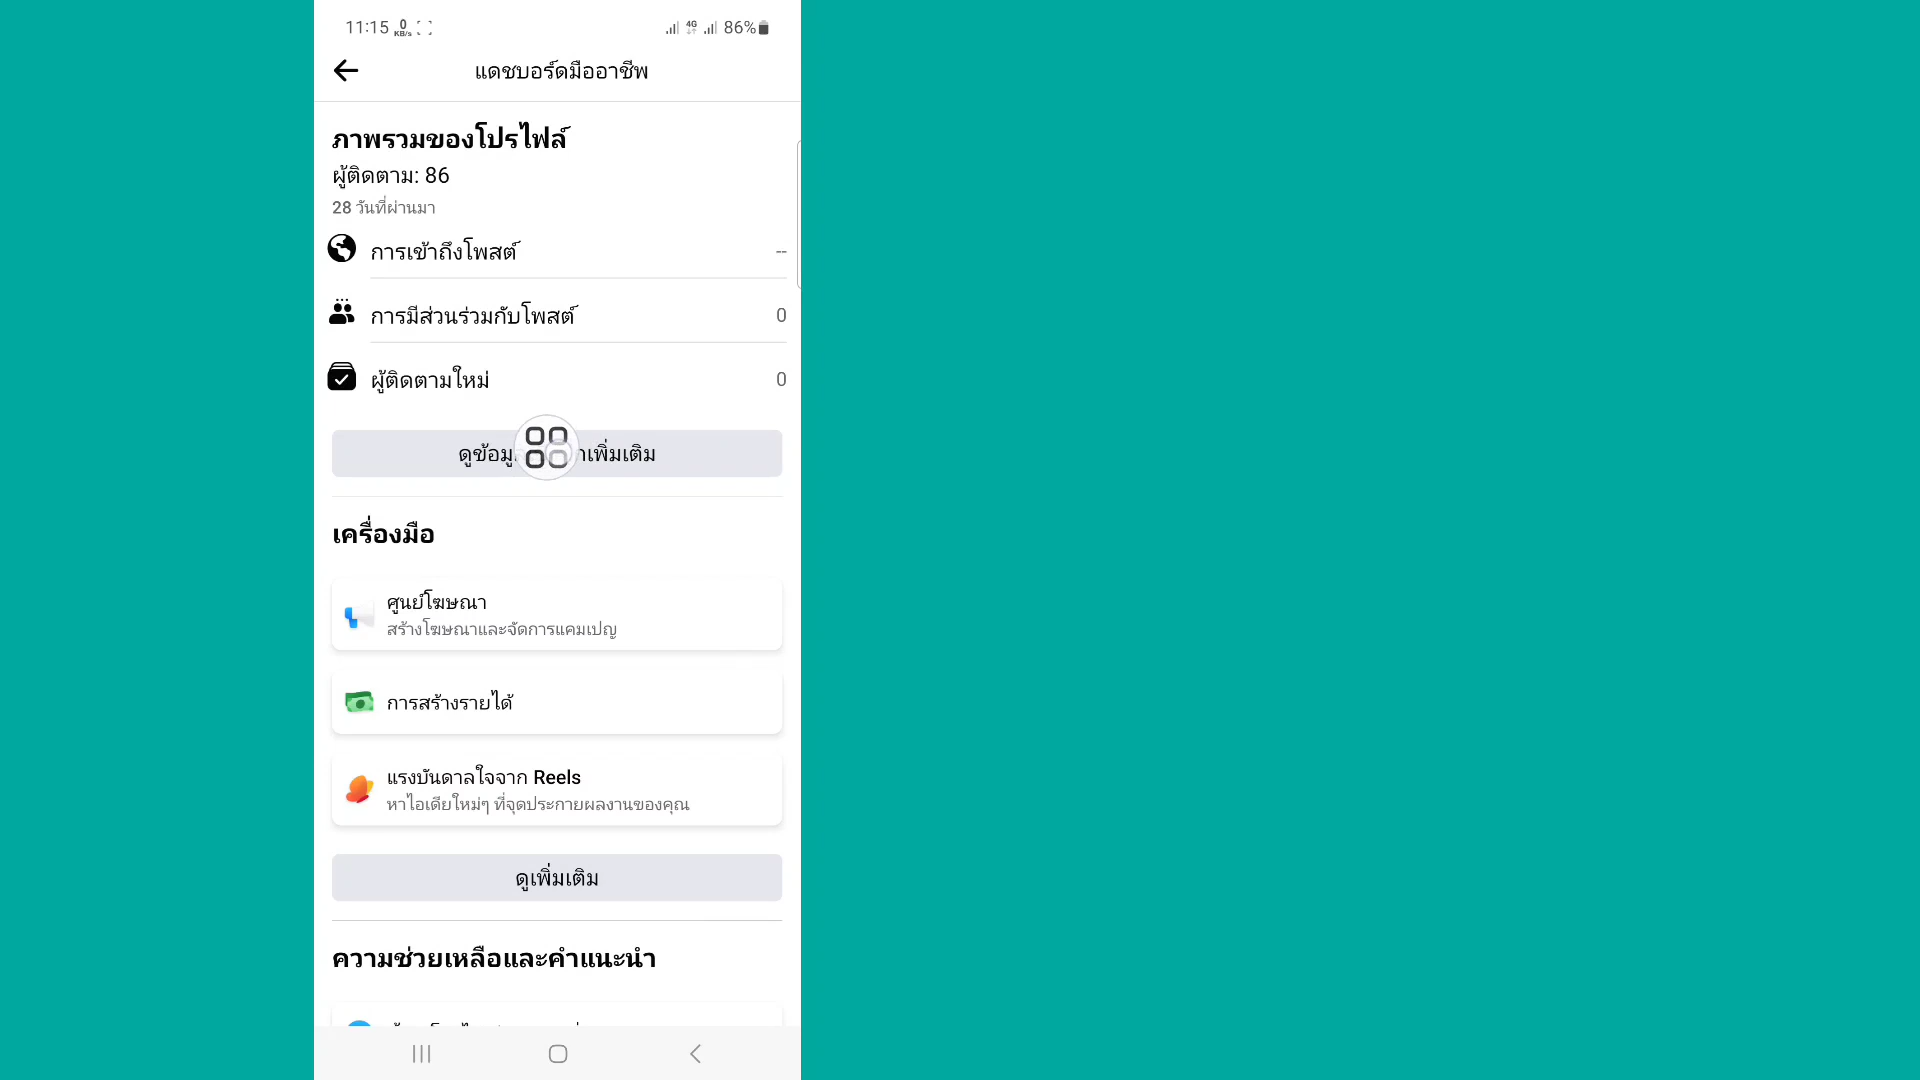 11:15 0 KB/s 4G 86%
แดชบอร์ดมืออาชีพ
ภาพรวมของโปรไฟล์
ผู้ติดตาม: 86
28 วันที่ผ่านมา
การเข้าถึงโพสต์ --
การมีส่วนร่วมกับโพสต์ 0
ผู้ติดตามใหม่ 0
เพิ่มเติม
เครื่องมือ
ศูนย์โฆษณา
สร้างโฆษณาและจัดการแคมเปญ
การสร้างรายได้
แรงบันดาลใจจาก Reels
หาไอเดียใหม่ๆ ที่จุดประกายผลงานของคุณ
ดูเพิ่มเติม
ความช่วยเหลือและคำแนะนำ